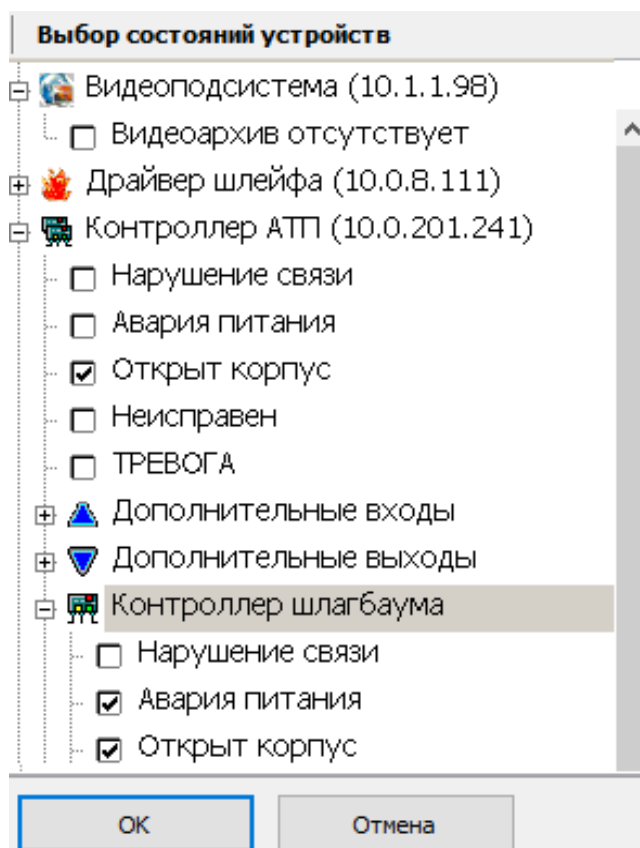 Выбор состояний устройств
Видеоподсистема (10.1.1.98)
Видеоархив отсутствует
Драйвер шлейфа (10.0.8.111)
Контроллер АТП (10.0.201.241)
Нарушение связи
Авария питания
Открыт корпус
Неисправен
ТРЕВОГА
Дополнительные входы
Дополнительные выходы
Контроллер шлагбаума
Нарушение связи
Авария питания
Открыт корпус
ОК Отмена